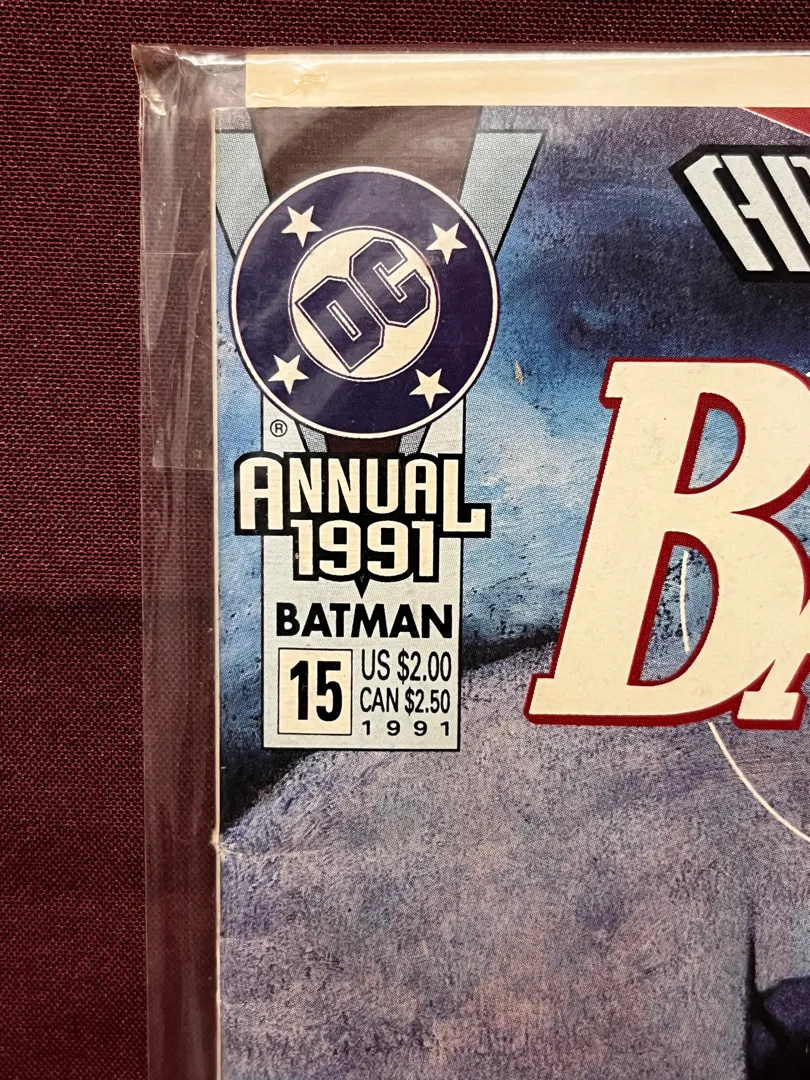 DC
®
ANNUAL
1991
BATMAN
15
US $2.00
CAN $2.50
1991